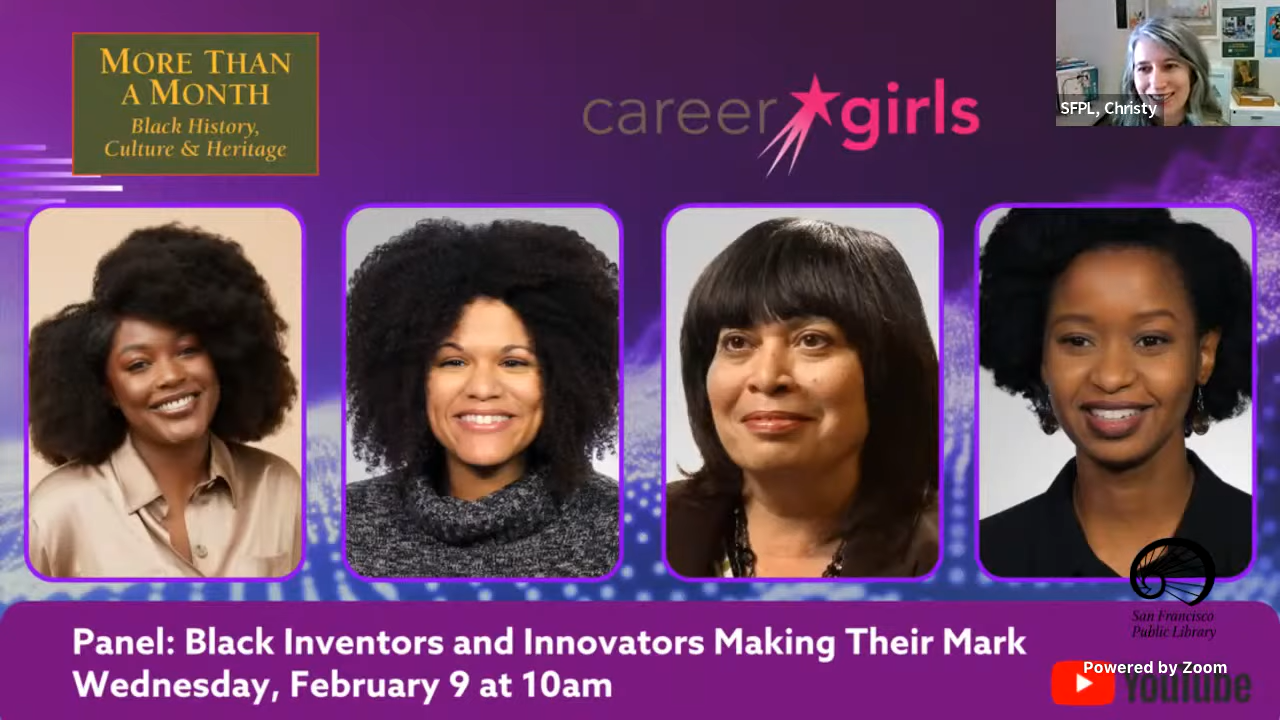 MORE THAN
A MONTH
Black History,
Culture & Heritage
career girls
SFPL, Christy
San Francisco
Public Library
Panel: Black Inventors and Innovators Making Their Mark
Wednesday, February 9 at 10am
Powered by Zoom
YouTube